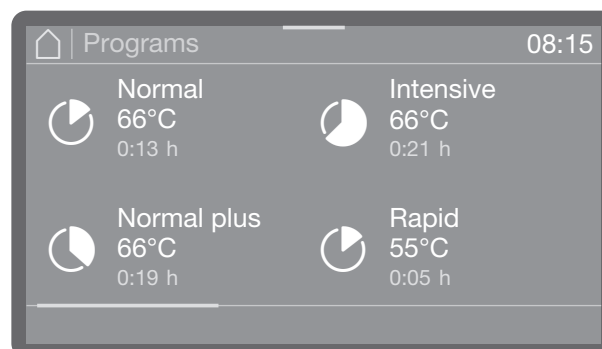 Programs 08:15
Normal
66°C
0:13 h
Intensive
66°C
0:21 h
Normal plus
66°C
0:19 h
Rapid
55°C
0:05 h